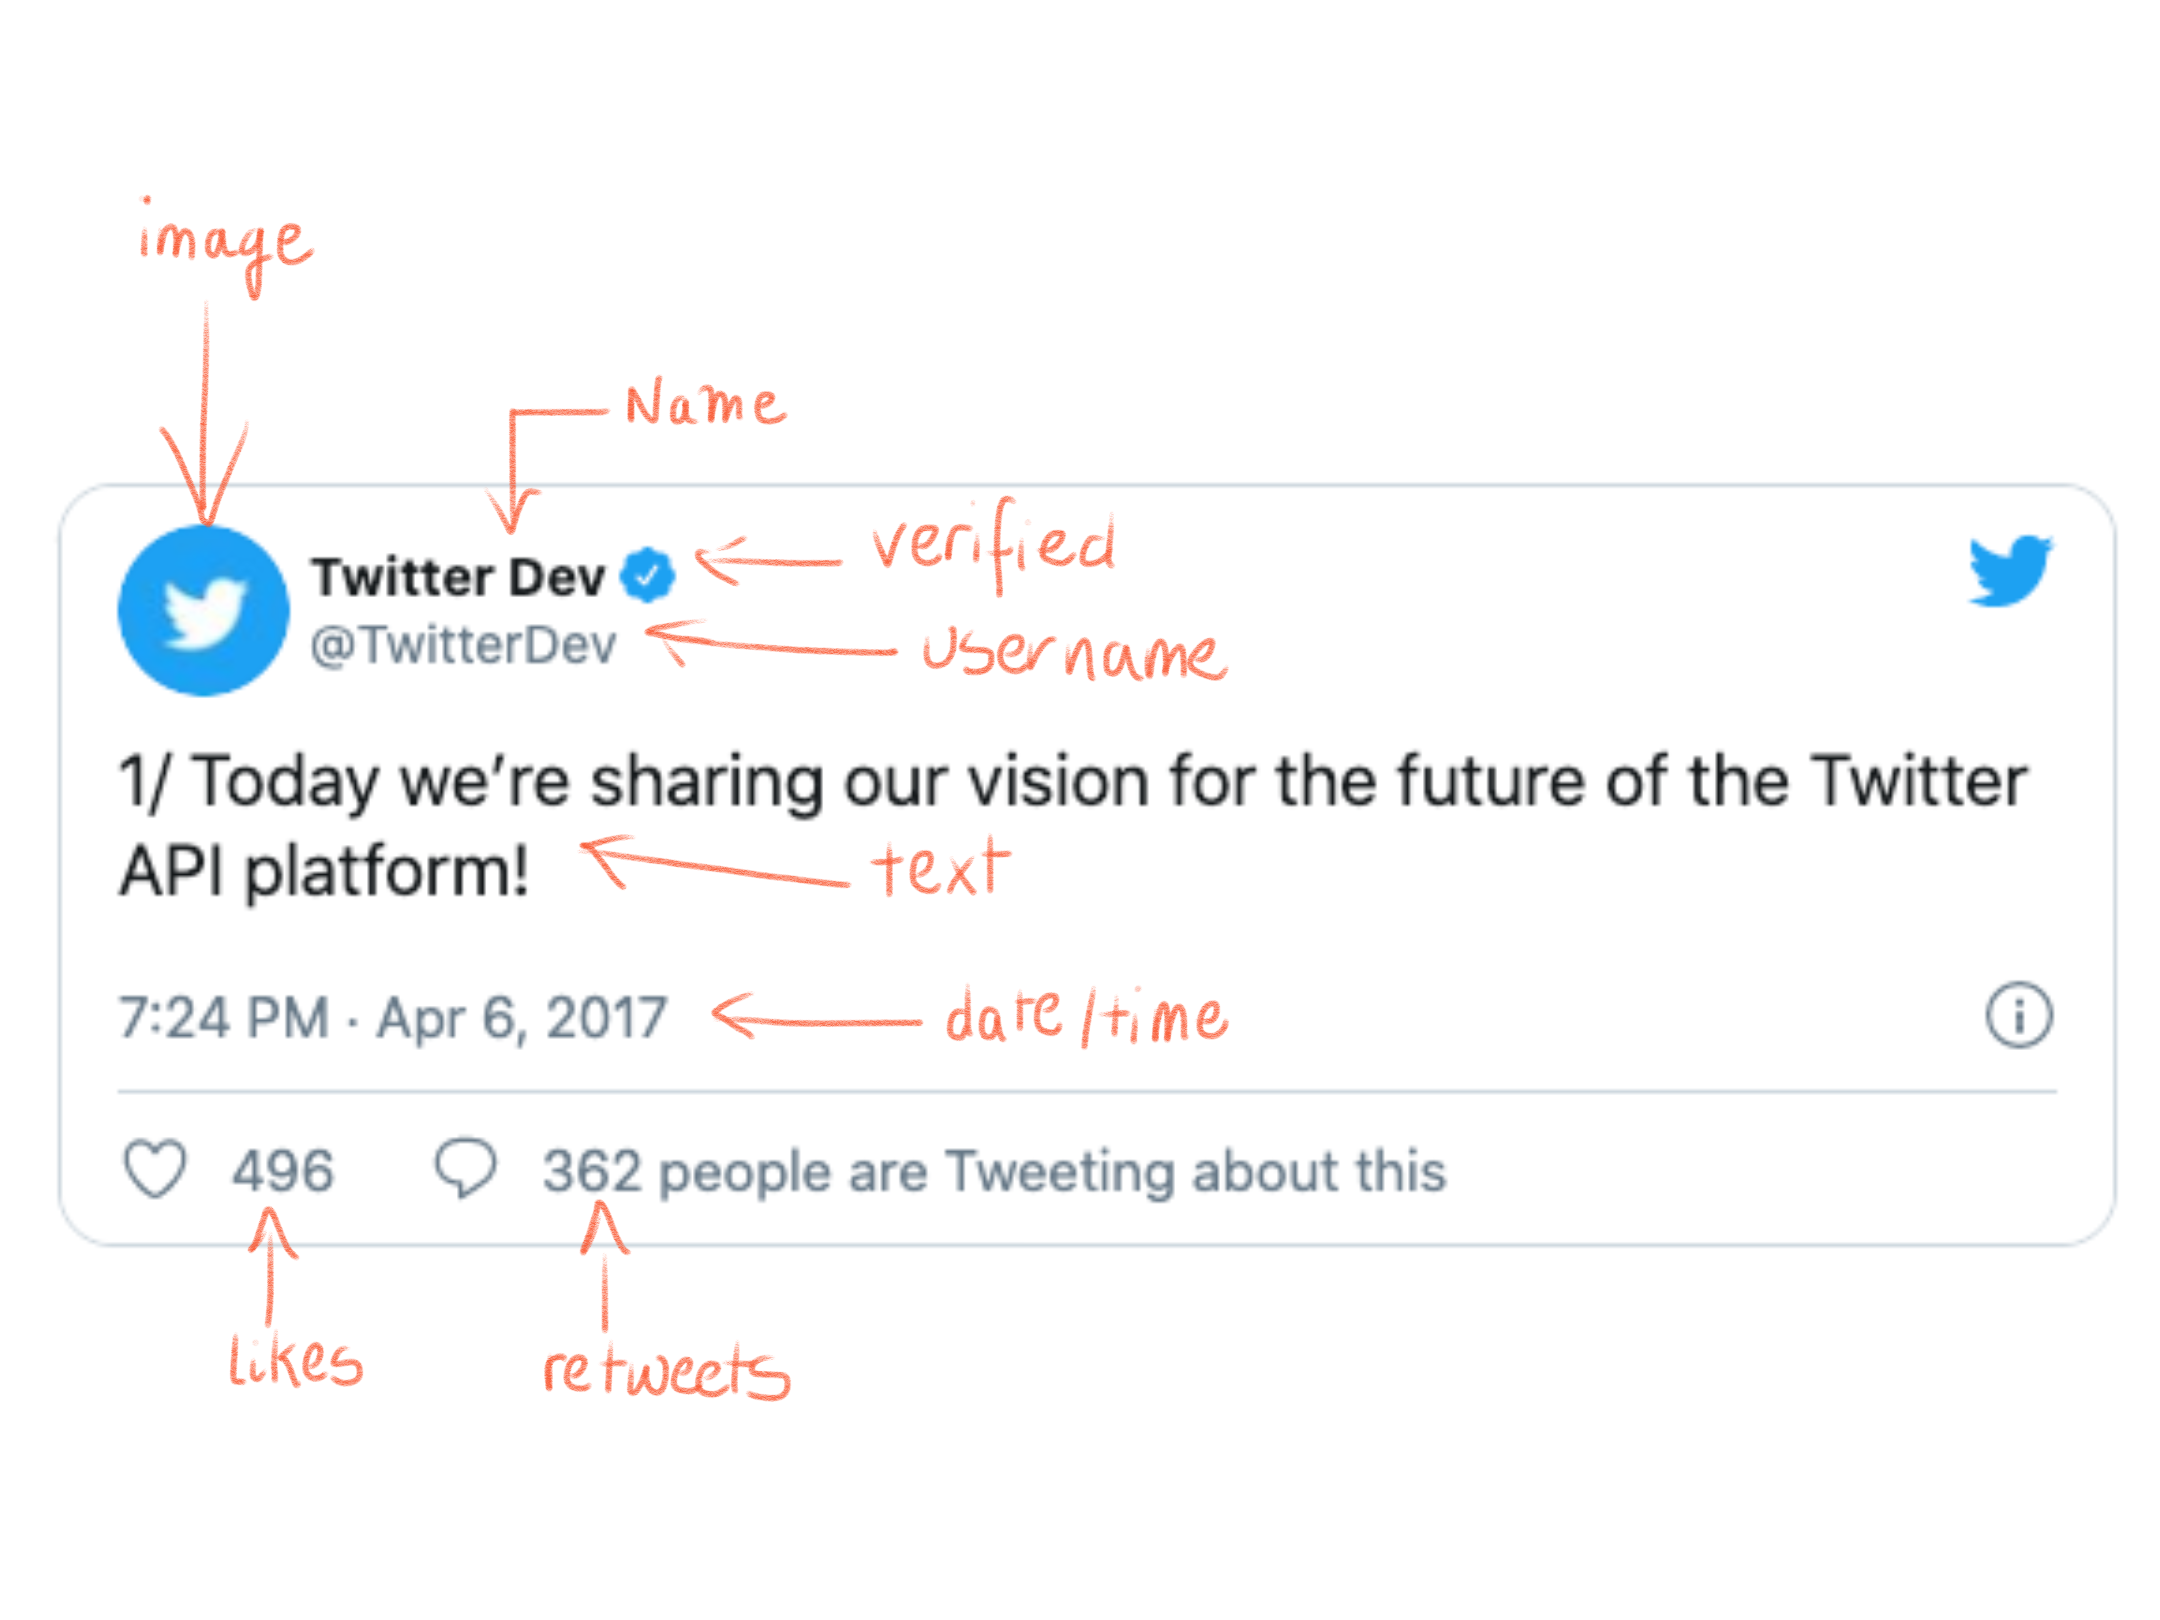 image
Name
Twitter Dev
verified
@TwitterDev
username
1/ Today we’re sharing our vision for the future of the Twitter
API platform!
text
7:24 PM · Apr 6, 2017
date/time
496
362 people are Tweeting about this
likes
retweets